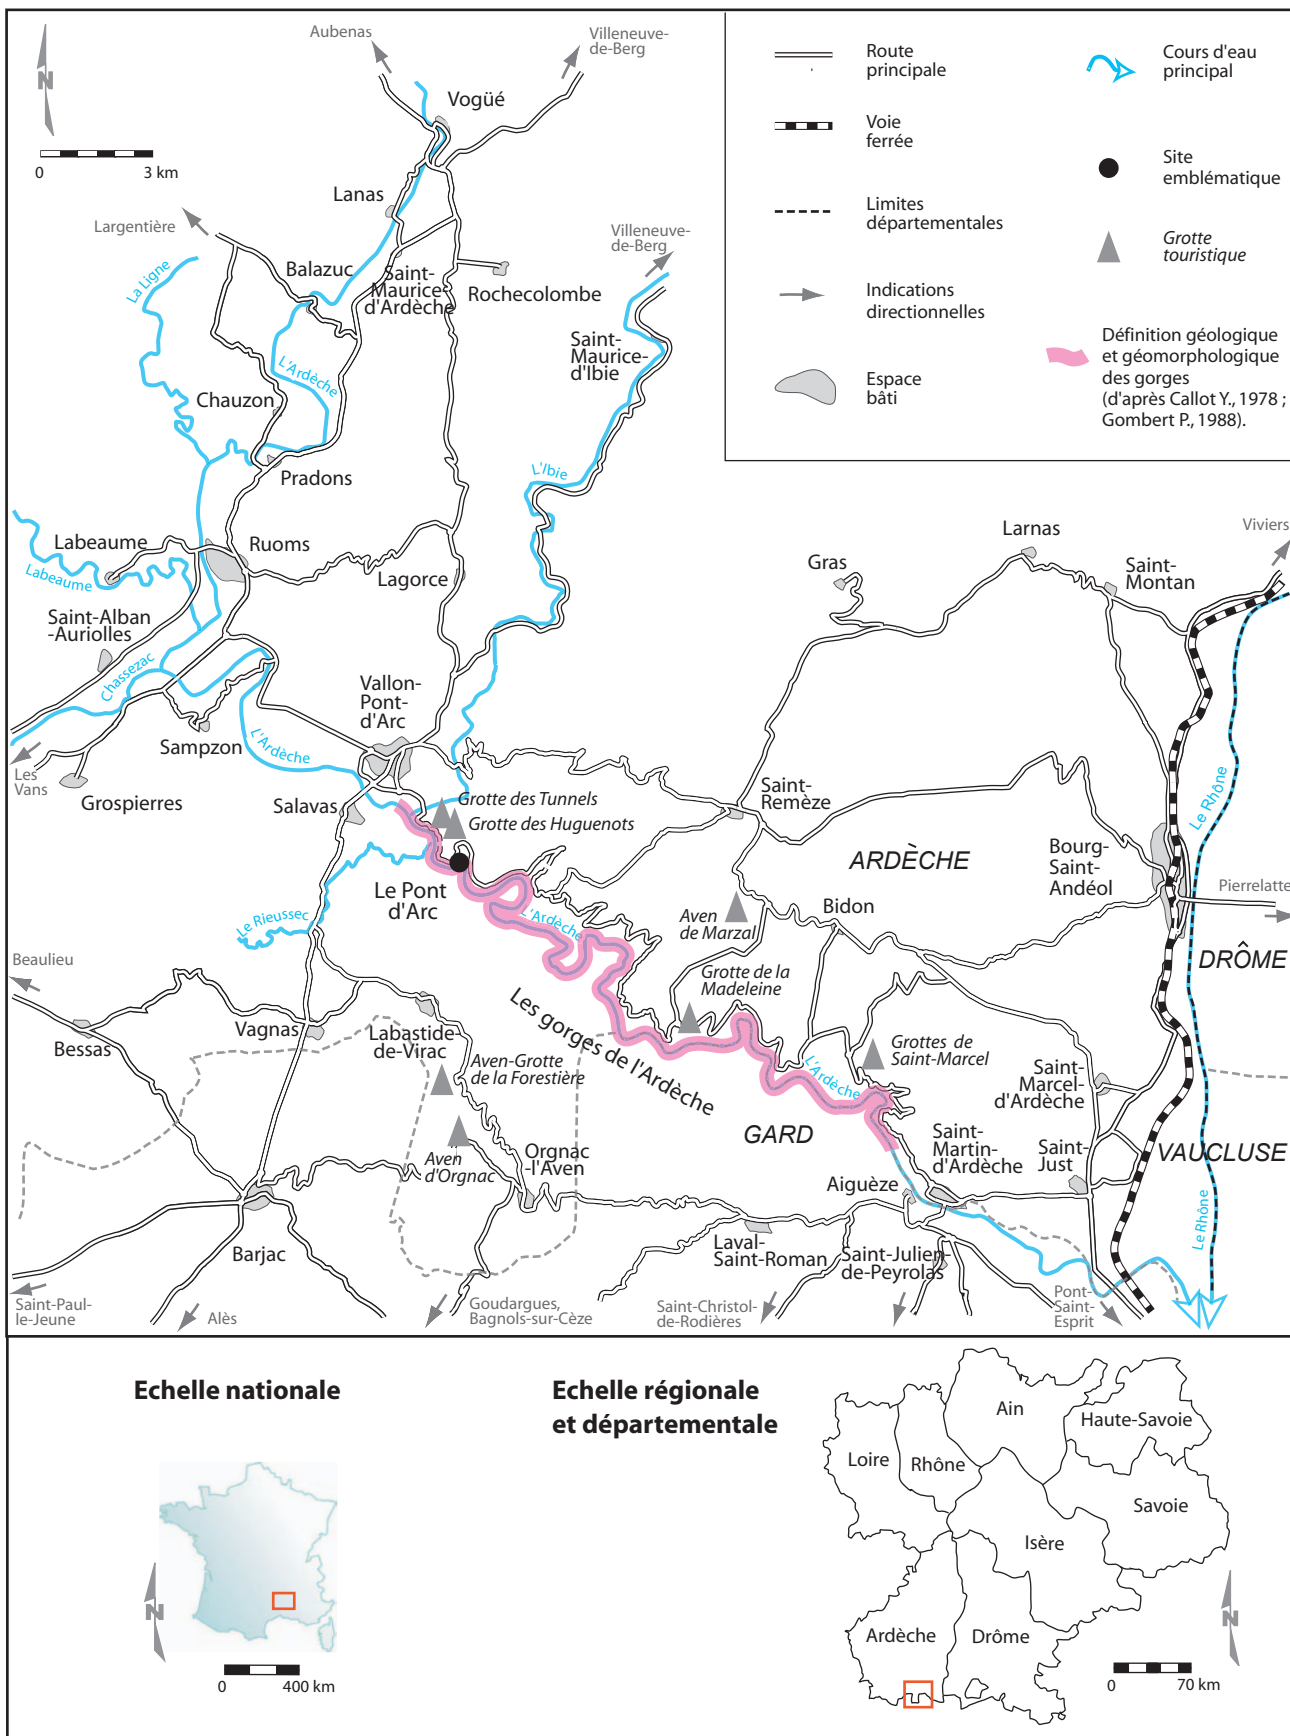 Aubenas
Villeneuve-
de-Berg
N
0
3 km
Vogüé
Lanas
Largentière
Villeneuve-
de-Berg
Balazuc
La Ligne
Saint-
Maurice-
d'Ardèche
Rochecolombe
L'Ardèche
Saint-
Maurice-
d'Ibie
Chauzon
Pradons
L'Ibie
Labeaume
Ruoms
Labeaume
Lagorce
Saint-Alban
-Auriolles
Chassezac
Vallon-
Pont-
d'Arc
Sampzon
L'Ardèche
Les
Vans
Grospierres
Salavas
Route
principale
Voie
ferrée
Limites
départementales
Indications
directionnelles
Espace
bâti
Cours d'eau
principal
Site
emblématique
Grotte
touristique
Définition géologique
et géomorphologique
des gorges
(d'après Callot Y., 1978 ;
Gombert P., 1988).
Larnas
Viviers
Gras
Saint-
Montan
Le Rhône
Saint-
Remèze
Grotte des Tunnels
Grotte des Huguenots
ARDÈCHE
Bourg-
Saint-
Andéol
Le Pont
d'Arc
L'Ardèche
Le Rieussec
Aven
de Marzal
Bidon
Pierrelatte
DRÔME
Beaulieu
Grotte de la
Madeleine
Les gorges de l'Ardèche
Bessas
Vagnas
Labastide-
de-Virac
Aven-Grotte
de la Forestière
Grottes de
Saint-Marcel
L'Ardèche
Saint-
Marcel-
d'Ardèche
GARD
Saint-
Martin-
d'Ardèche
Saint-
Just
VAUCLUSE
Aven
d'Orgnac
Orgnac
-l'Aven
Aiguèze
Le Rhône
Barjac
Laval-
Saint-Roman
Saint-Julien-
de-Peyrolas
Saint-Paul-
le-Jeune
Alès
Goudargues,
Bagnols-sur-Cèze
Saint-Christol-
de-Rodières
Pont-
Saint-
Esprit
Echelle nationale
N
0
400 km
Echelle régionale
et départementale
Ain
Haute-Savoie
Loire
Rhône
Savoie
Isère
Ardèche
Drôme
N
0
70 km